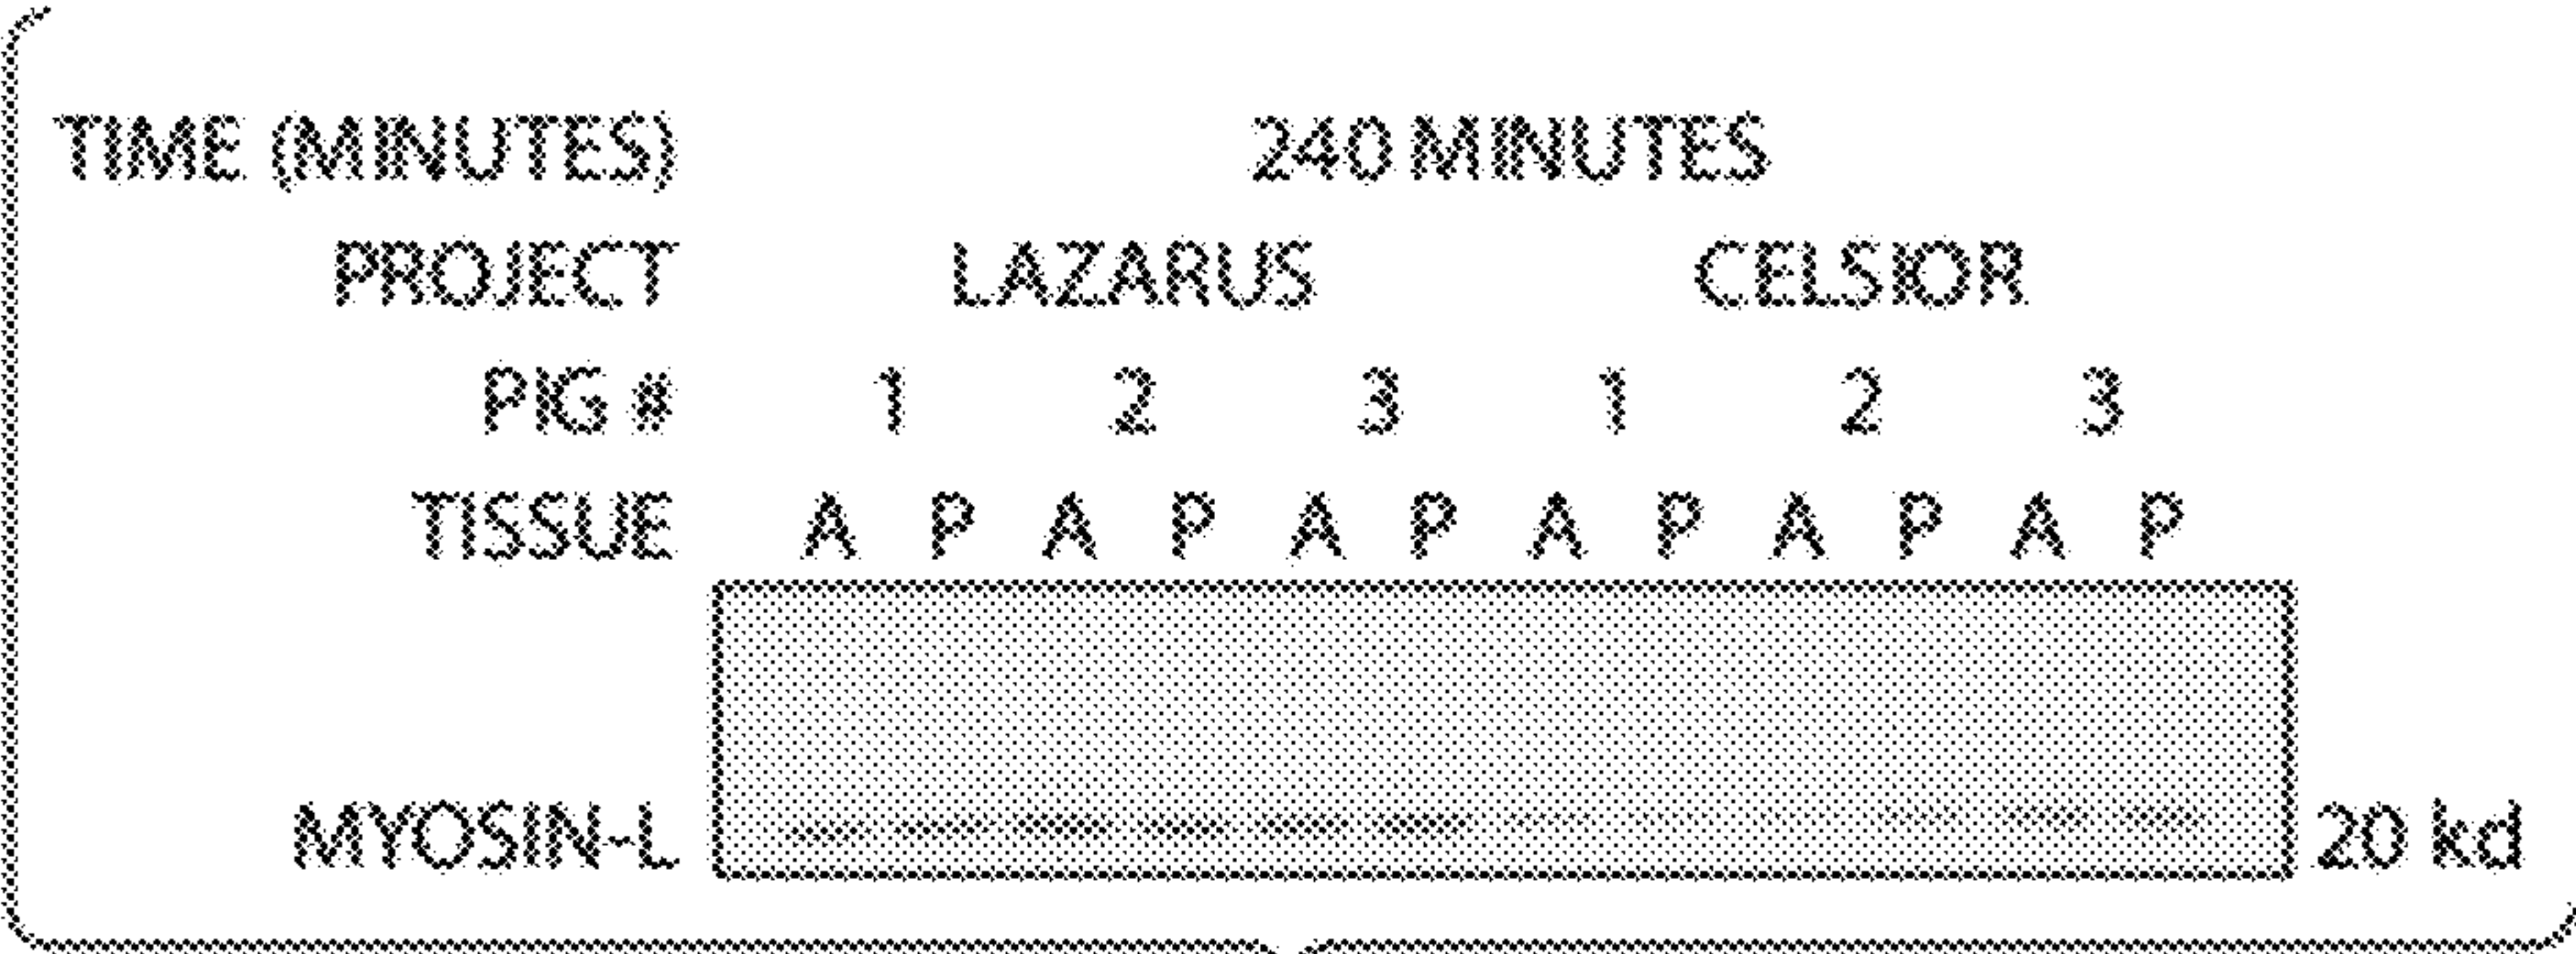 TIME (MINUTES) 240 MINUTES
PROJECT LAZARUS CELSIOR
PIG # 1 2 3 1 2 3
TISSUE A P A P A P A P A P A P
MYOSIN-L 20 kd